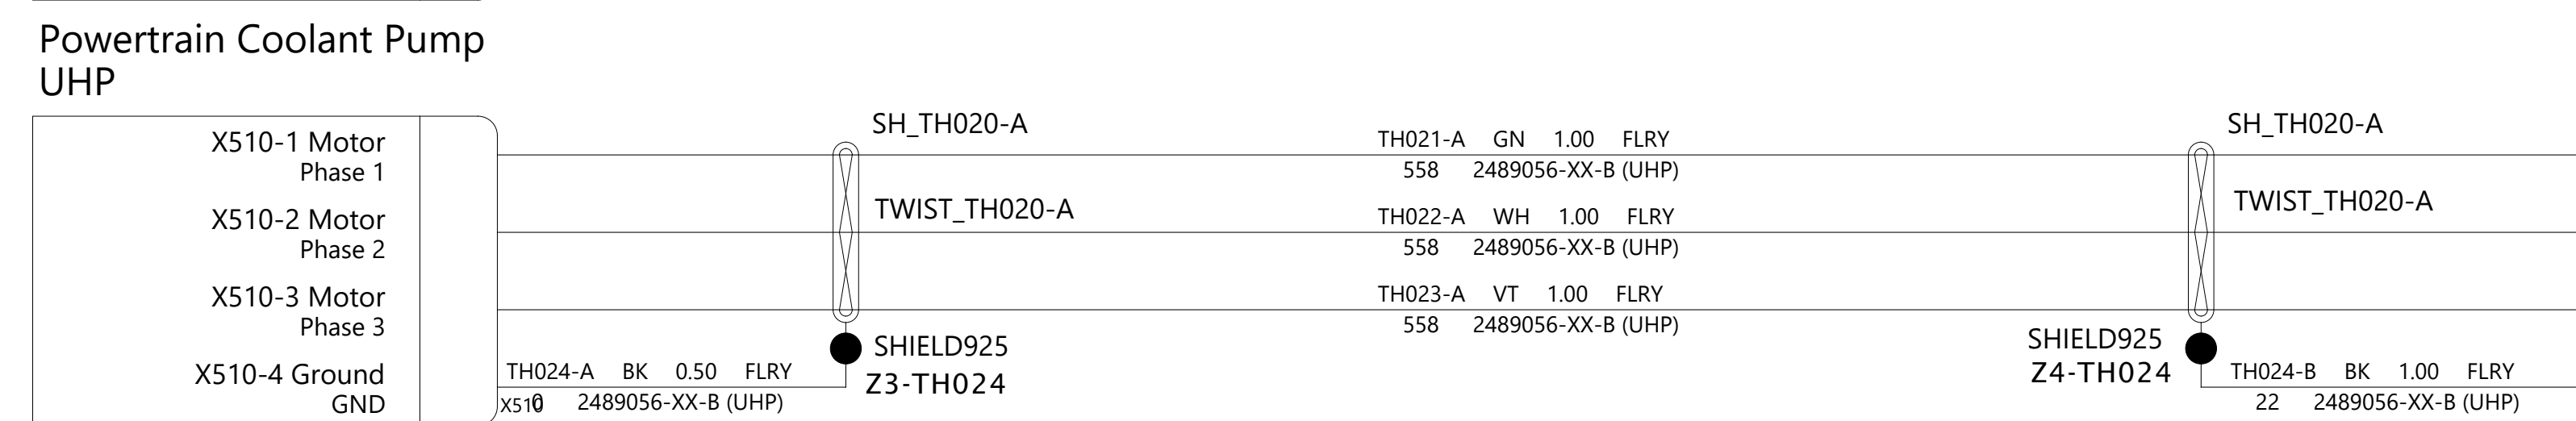 Powertrain Coolant Pump
UHP
X510-1 Motor
Phase 1
X510-2 Motor
Phase 2
X510-3 Motor
Phase 3
X510-4 Ground
GND
X510
SH_TH020-A
TWIST_TH020-A
SHIELD925
Z3-TH024
TH024-A BK 0.50 FLRY
0 2489056-XX-B (UHP)
TH021-A GN 1.00 FLRY
558 2489056-XX-B (UHP)
TH022-A WH 1.00 FLRY
558 2489056-XX-B (UHP)
TH023-A VT 1.00 FLRY
558 2489056-XX-B (UHP)
SH_TH020-A
TWIST_TH020-A
SHIELD925
Z4-TH024
TH024-B BK 1.00 FLRY
22 2489056-XX-B (UHP)